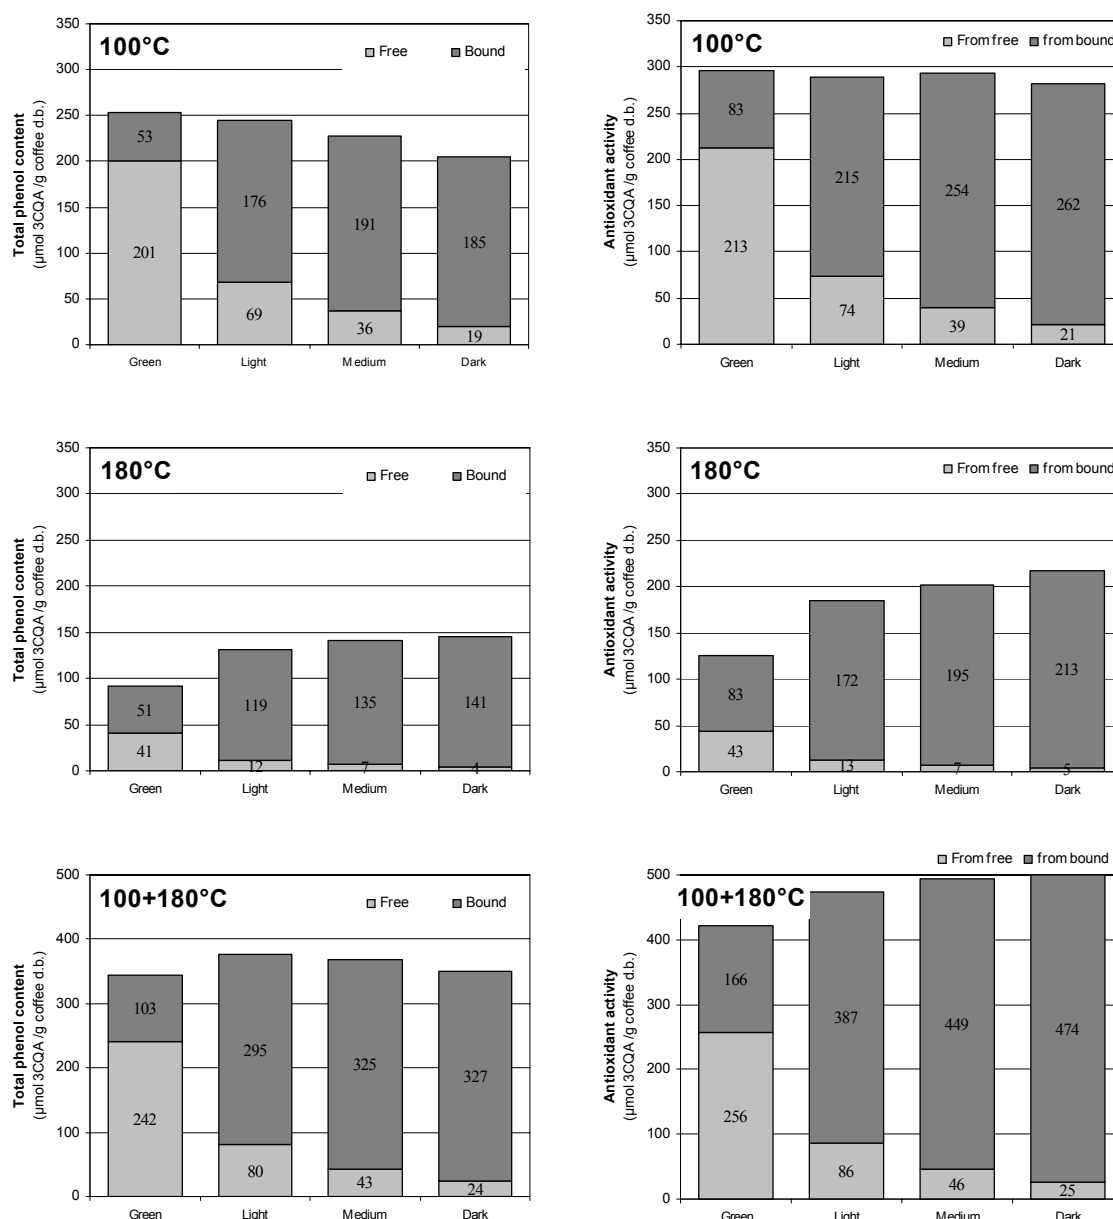 350
300
250
200
150
100
50
0
Total phenol content
(µmol 3CQA /g coffee d.b.)
100°C
Free Bound
53 176 191 185
201 69 36 19
Green Light Medium Dark
350
300
250
200
150
100
50
0
Antioxidant activity
(µmol 3CQA /g coffee d.b.)
100°C
From free from bound
83 215 254 262
213 74 39 21
Green Light Medium Dark
350
300
250
200
150
100
50
0
Total phenol content
(µmol 3CQA /g coffee d.b.)
180°C
Free Bound
51 119 135 141
41 12 7 4
Green Light Medium Dark
350
300
250
200
150
100
50
0
Antioxidant activity
(µmol 3CQA /g coffee d.b.)
180°C
From free from bound
83 172 195 213
43 13 7 5
Green Light Medium Dark
500
400
300
200
100
0
Total phenol content
(µmol 3CQA /g coffee d.b.)
100+180°C
Free Bound
103 295 325 327
242 80 43 24
Green Light Medium Dark
500
400
300
200
100
0
Antioxidant activity
(µmol 3CQA /g coffee d.b.)
From free from bound
100+180°C
166 387 449 474
256 86 46 25
Green Light Medium Dark